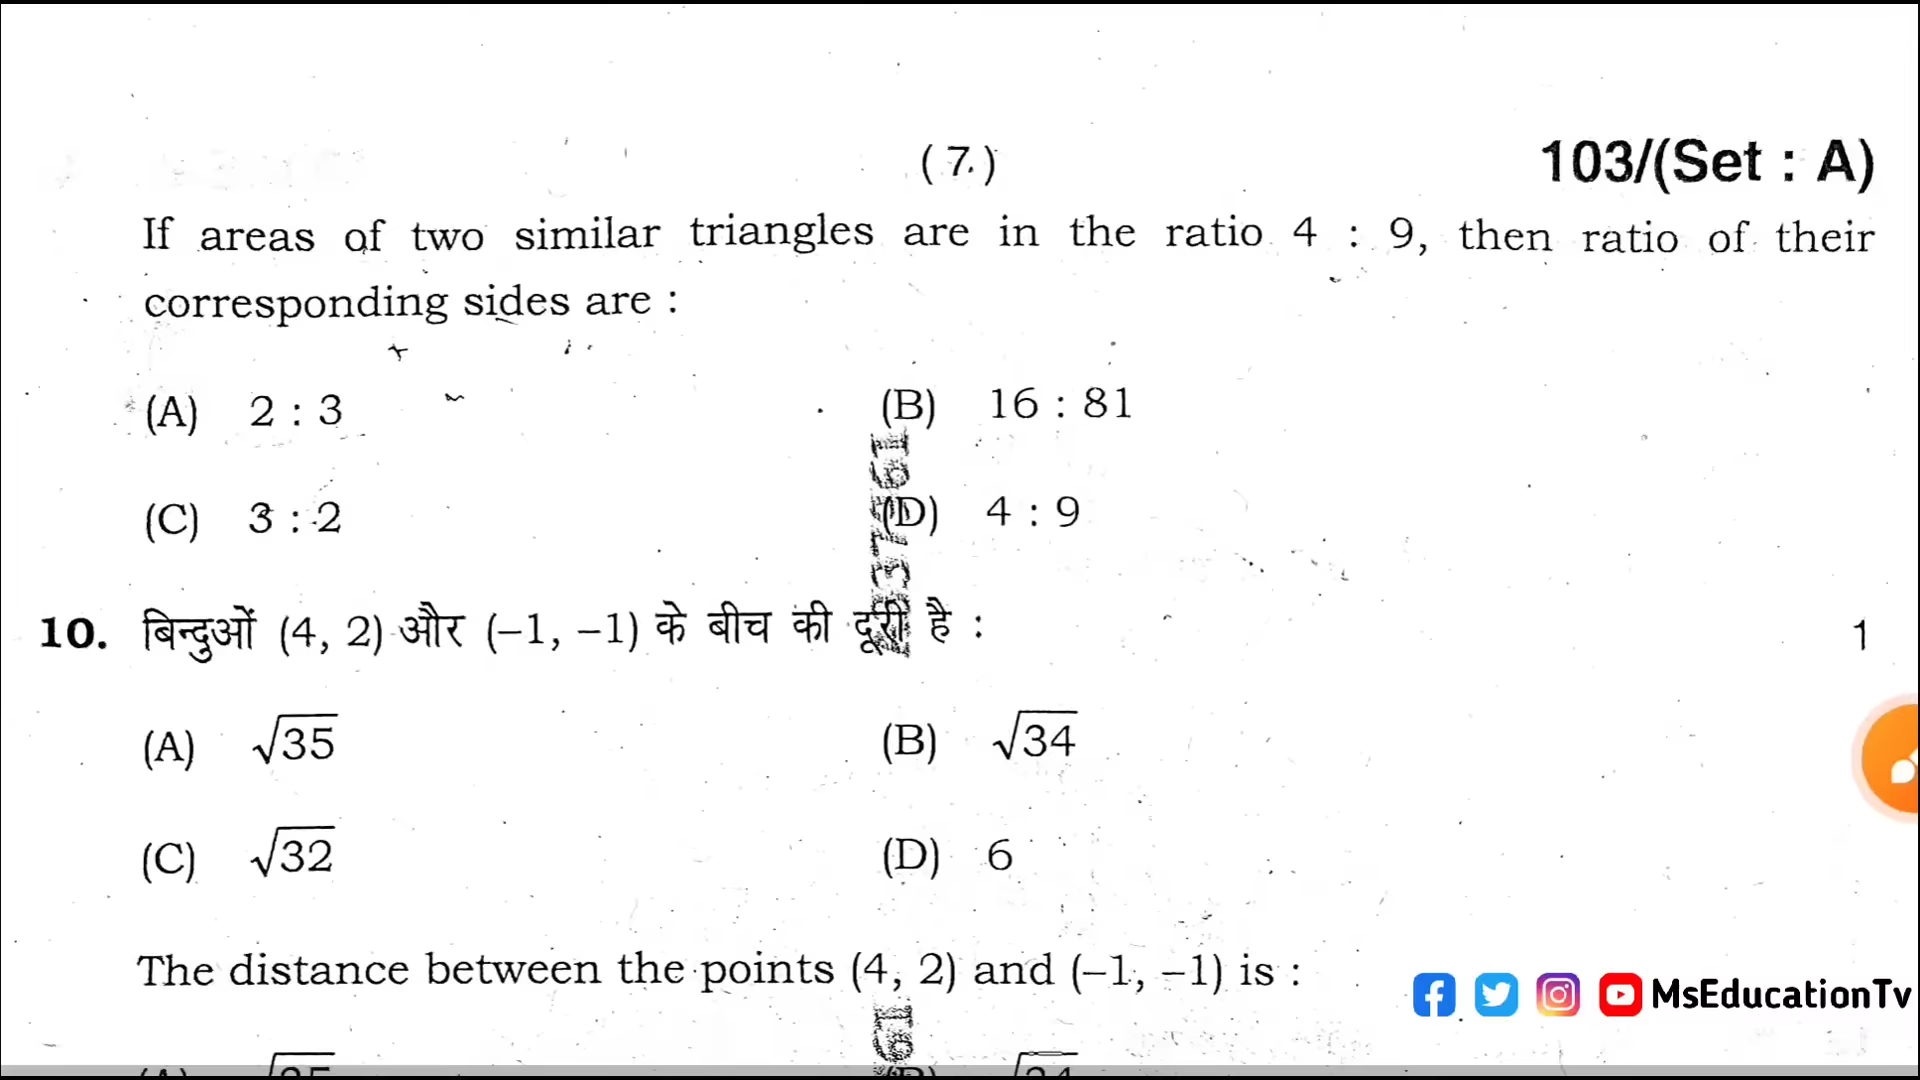 (7.)
103/(Set : A)
If areas of two similar triangles are in the ratio 4 : 9, then ratio of their
corresponding sides are :
(A) 2 : 3 (B) 16 : 81
(C) 3 : 2 (D) 4 : 9
10. बिन्दुओं (4, 2) और (–1, –1) के बीच की दूरी है : 1
(A) √35 (B) √34
(C) √32 (D) 6
The distance between the points (4, 2) and (–1, –1) is :
MsEducationTv